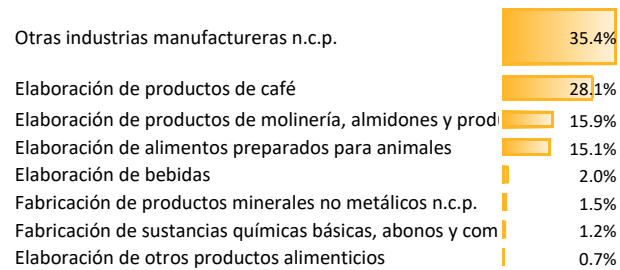 Otras industrias manufactureras n.c.p. 35.4%
Elaboración de productos de café 28.1%
Elaboración de productos de molinería, almidones y prod 15.9%
Elaboración de alimentos preparados para animales 15.1%
Elaboración de bebidas 2.0%
Fabricación de productos minerales no metálicos n.c.p. 1.5%
Fabricación de sustancias químicas básicas, abonos y com 1.2%
Elaboración de otros productos alimenticios 0.7%